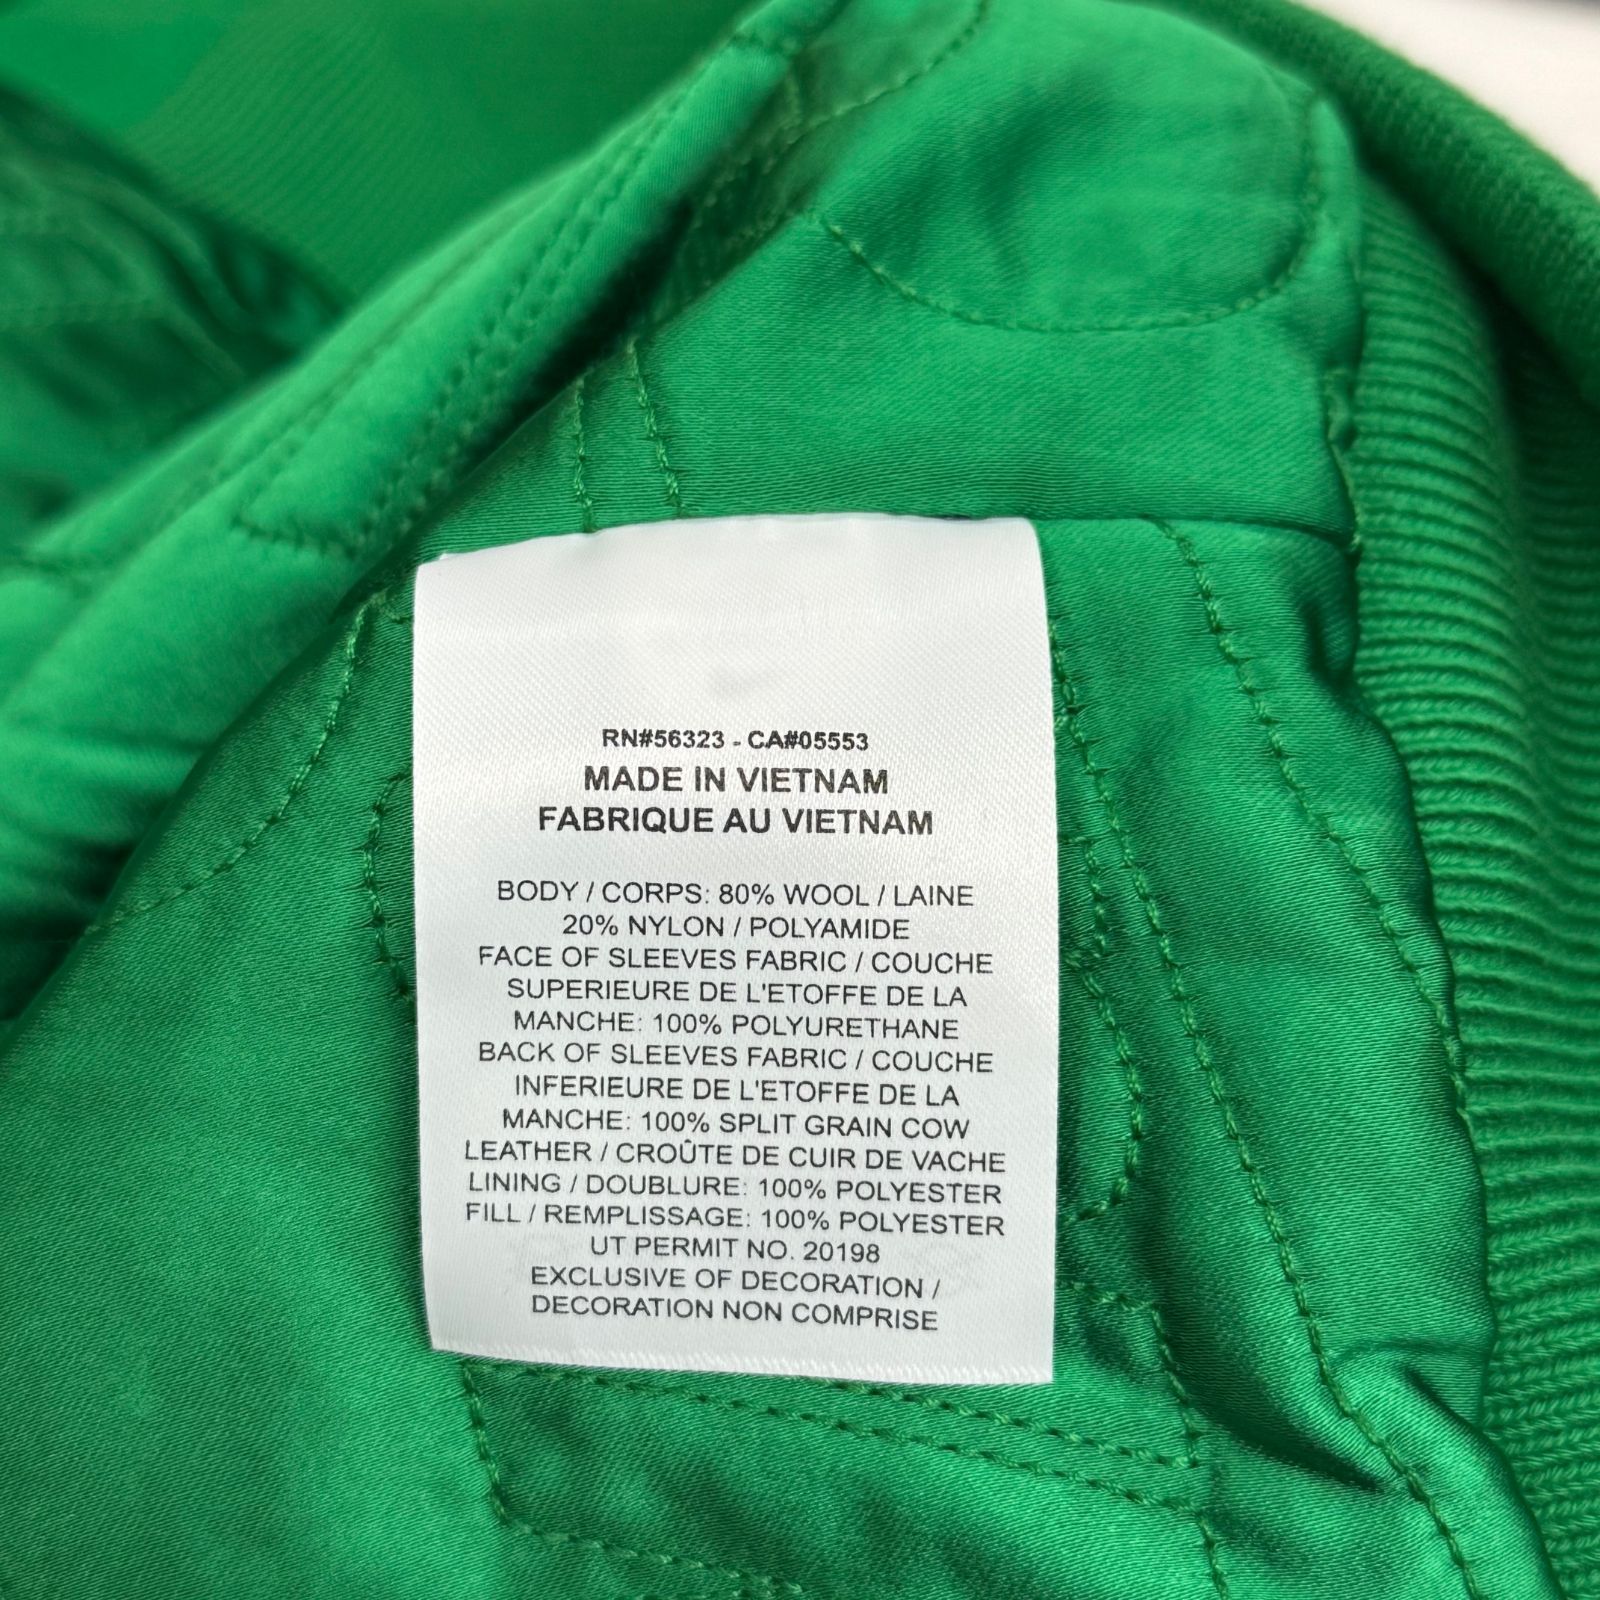 RN#56323 - CA#05553
MADE IN VIETNAM
FABRIQUE AU VIETNAM
BODY / CORPS: 80% WOOL / LAINE
20% NYLON / POLYAMIDE
FACE OF SLEEVES FABRIC / COUCHE
SUPERIEURE DE L'ETOFFE DE LA
MANCHE: 100% POLYURETHANE
BACK OF SLEEVES FABRIC / COUCHE
INFERIEURE DE L'ETOFFE DE LA
MANCHE: 100% SPLIT GRAIN COW
LEATHER / CROÛTE DE CUIR DE VACHE
LINING / DOUBLURE: 100% POLYESTER
FILL / REMPLISSAGE: 100% POLYESTER
UT PERMIT NO. 20198
EXCLUSIVE OF DECORATION /
DECORATION NON COMPRISE